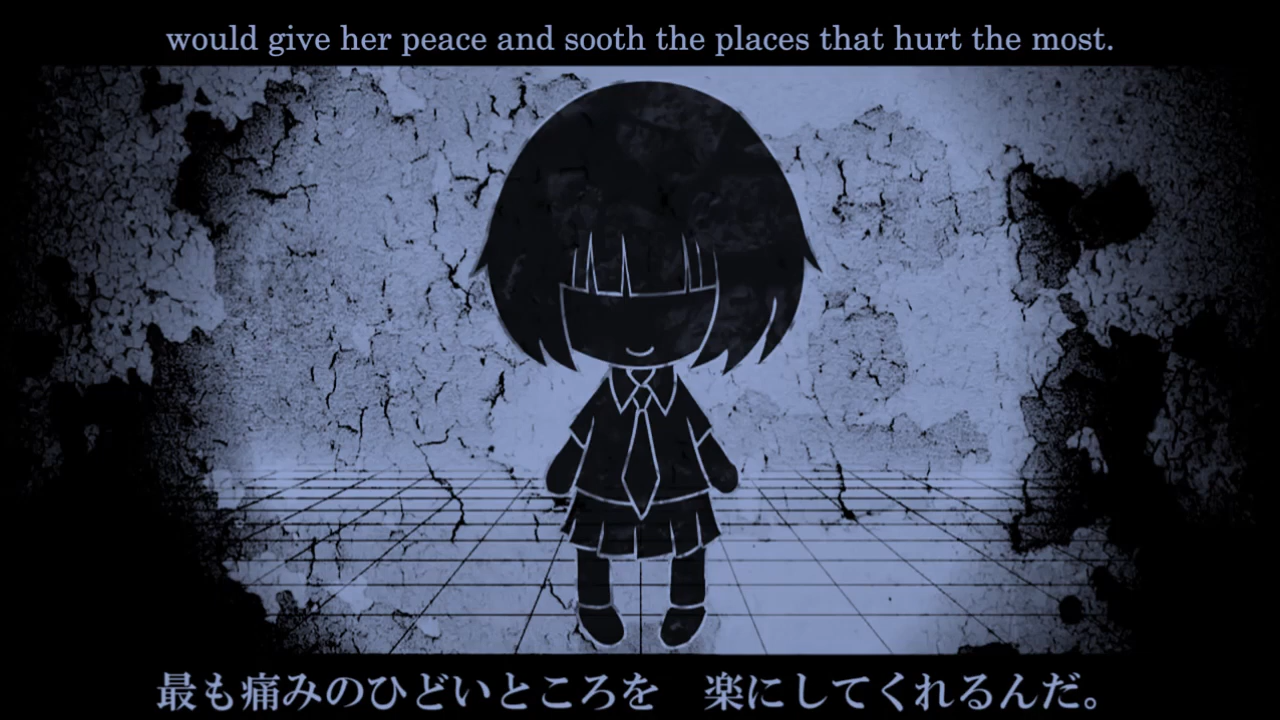 would give her peace and sooth the places that hurt the most.
最も痛みのひどいところを　楽にしてくれるんだ。